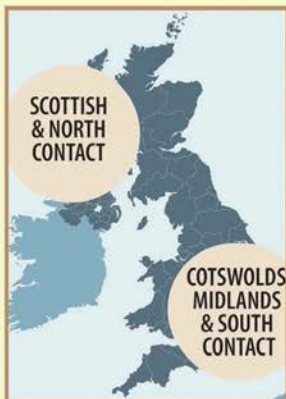 SCOTTISH
& NORTH
CONTACT
COTSWOLDS
MIDLANDS
& SOUTH
CONTACT